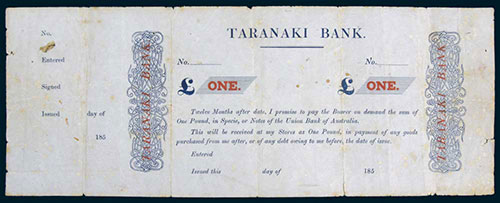 No.
Entered
Signed
Issued day of
185
TARANAKI BANK
TARANAKI BANK.
No. No.
£ ONE. £ ONE.
TARANAKI BANK
Twelve Months after date, I promise to pay the Bearer on demand the sum of
One Pound, in Specie, or Notes of the Union Bank of Australia.
This will be received at my Stores as One Pound, in payment of any goods
purchased from me after, or of any debt owing to me before, the date of issue.
Entered
Issued this day of 185